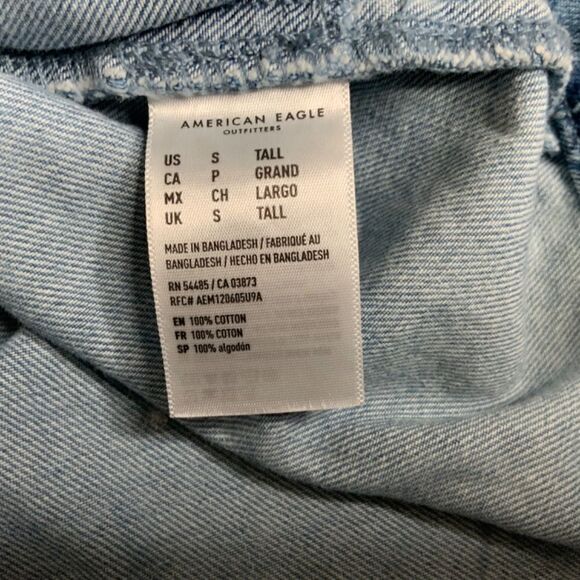 AMERICAN EAGLE
OUTFITTERS
US S TALL
CA P GRAND
MX CH LARGO
UK S TALL
MADE IN BANGLADESH / FABRIQUÉ AU
BANGLADESH / HECHO EN BANGLADESH
RN 54485 / CA 03873
RFC# AEM120605U9A
EN 100% COTTON
FR 100% COTON
SP 100% algodón